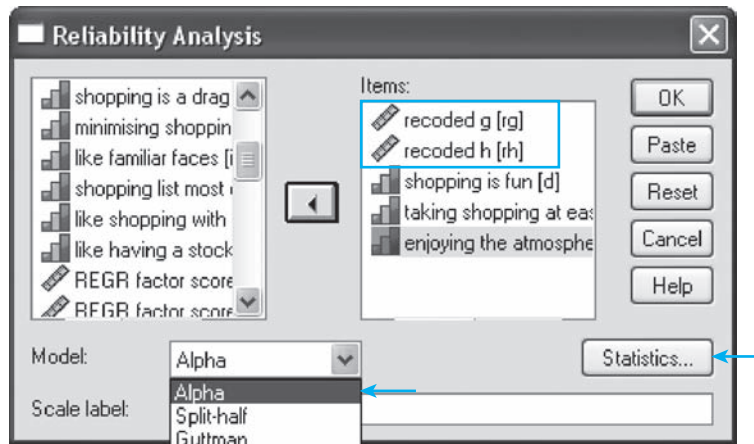 Reliability Analysis
Items:
shopping is a drag
minimising shoppin
like familiar faces [i
shopping list most
like shopping with
like having a stock
REGR factor score
REGR factor score
recoded g [rg]
recoded h [rh]
shopping is fun [d]
taking shopping at eas
enjoying the atmosphe
OK
Paste
Reset
Cancel
Help
Model:
Alpha
Statistics...
Alpha
Split-half
Guttman
Scale label: